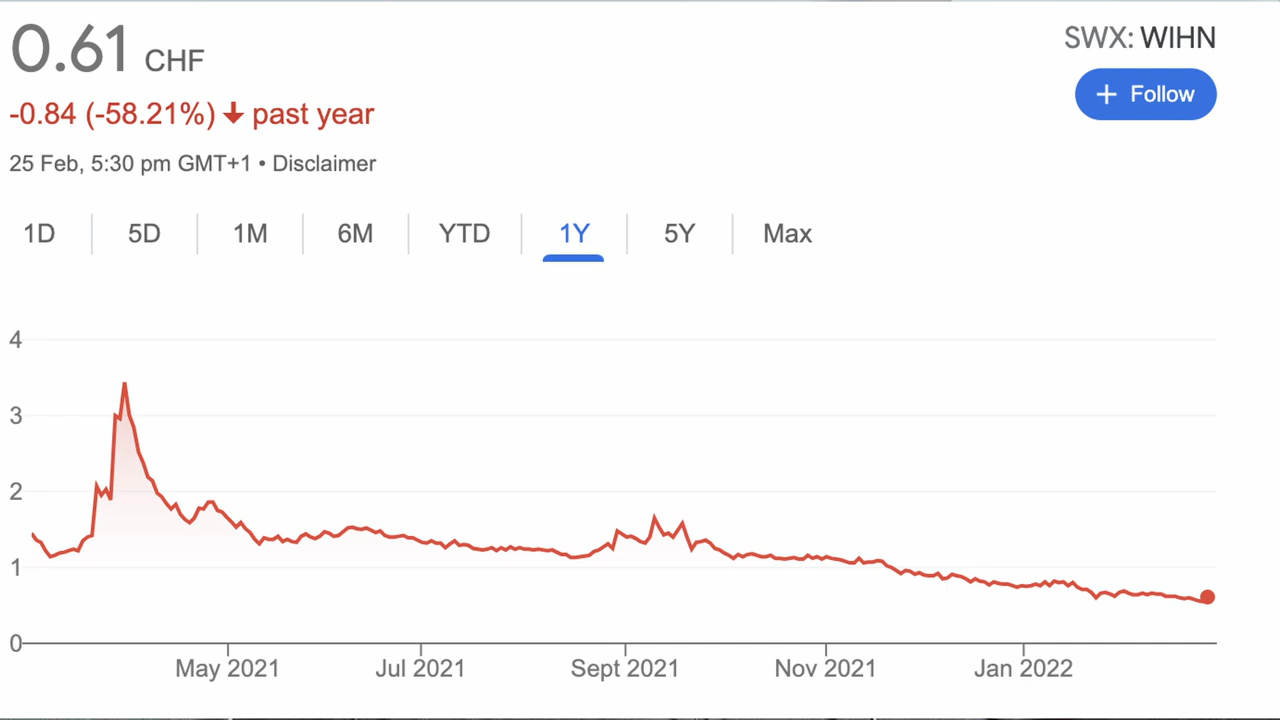 0.61 CHF
SWX: WIHN
-0.84 (-58.21%) ↓ past year
+ Follow
25 Feb, 5:30 pm GMT+1 • Disclaimer
1D 5D 1M 6M YTD 1Y 5Y Max
4
3
2
1
0
May 2021 Jul 2021 Sept 2021 Nov 2021 Jan 2022